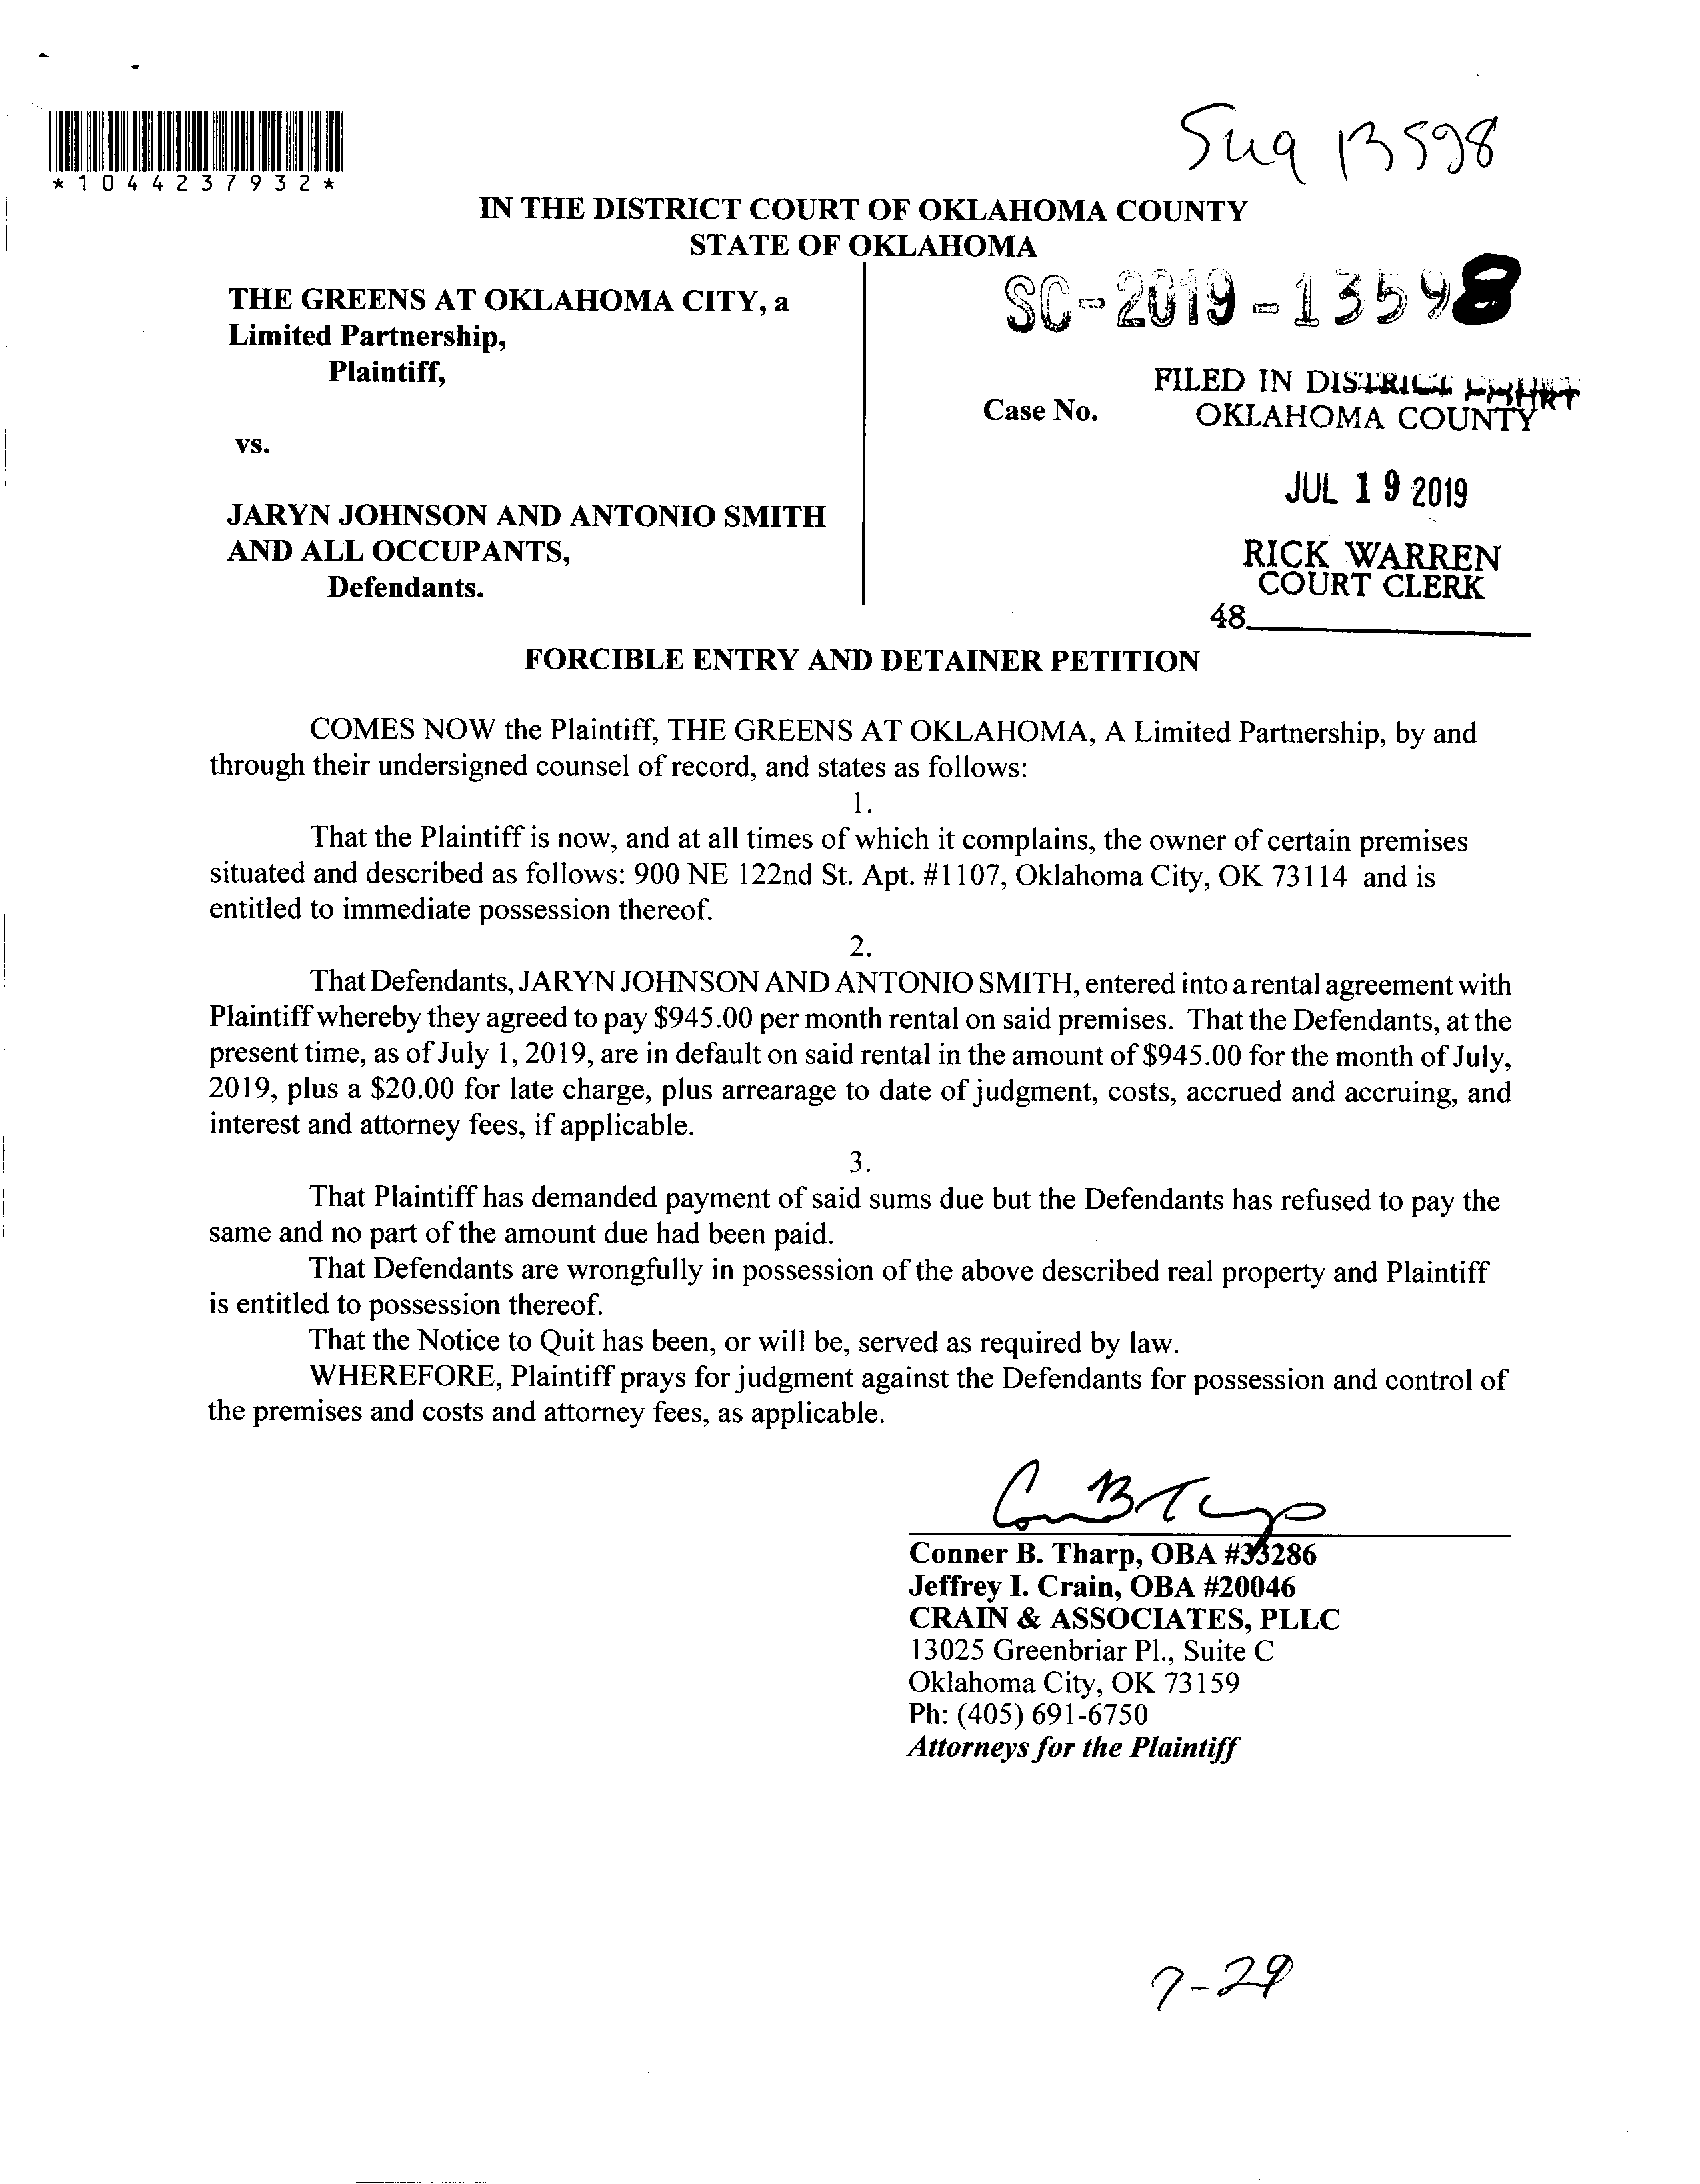 *1044237932*
Sug 13598
IN THE DISTRICT COURT OF OKLAHOMA COUNTY
STATE OF OKLAHOMA
THE GREENS AT OKLAHOMA CITY, a
Limited Partnership,
Plaintiff,
vs.
JARYN JOHNSON AND ANTONIO SMITH
AND ALL OCCUPANTS,
Defendants.
SC-2019-13598
FILED IN DISTRICT COURT
Case No.
OKLAHOMA COUNTY
JUL 19 2019
RICK WARREN
COURT CLERK
48
FORCIBLE ENTRY AND DETAINER PETITION
COMES NOW the Plaintiff, THE GREENS AT OKLAHOMA, A Limited Partnership, by and
through their undersigned counsel of record, and states as follows:
1.
That the Plaintiff is now, and at all times of which it complains, the owner of certain premises
situated and described as follows: 900 NE 122nd St. Apt. #1107, Oklahoma City, OK 73114 and is
entitled to immediate possession thereof.
2.
That Defendants, JARYN JOHNSON AND ANTONIO SMITH, entered into a rental agreement with
Plaintiff whereby they agreed to pay $945.00 per month rental on said premises. That the Defendants, at the
present time, as of July 1, 2019, are in default on said rental in the amount of $945.00 for the month of July,
2019, plus a $20.00 for late charge, plus arrearage to date of judgment, costs, accrued and accruing, and
interest and attorney fees, if applicable.
3.
That Plaintiff has demanded payment of said sums due but the Defendants has refused to pay the
same and no part of the amount due had been paid.
That Defendants are wrongfully in possession of the above described real property and Plaintiff
is entitled to possession thereof.
That the Notice to Quit has been, or will be, served as required by law.
WHEREFORE, Plaintiff prays for judgment against the Defendants for possession and control of
the premises and costs and attorney fees, as applicable.
Conner B. Tharp, OBA #33286
Jeffrey I. Crain, OBA #20046
CRAIN & ASSOCIATES, PLLC
13025 Greenbriar Pl., Suite C
Oklahoma City, OK 73159
Ph: (405) 691-6750
Attorneys for the Plaintiff
7-29